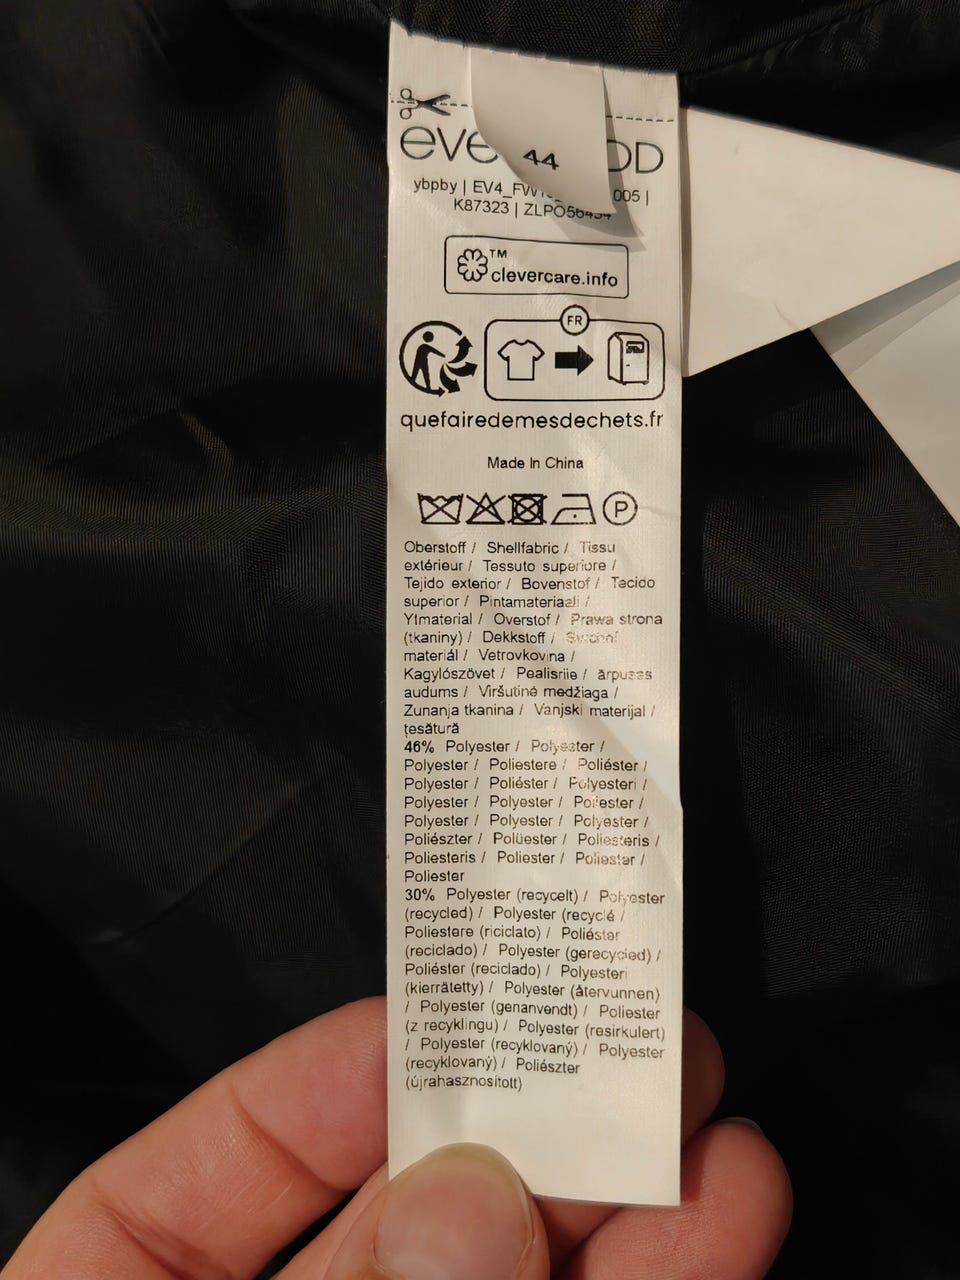 44
ybpby | EV4_FW 005 |
K87323 | ZLPO56434
TM
clevercare.info
FR
quefairedemesdechets.fr
Made In China
P
Oberstoff / Shellfabric / Tissu
extérieur / Tessuto superiore /
Tejido exterior / Bovenstof / Tecido
superior / Pintamateriaali /
Ytmaterial / Overstof / Prawa strona
(tkaniny) / Dekkstoff /
materiál / Vetrovkovina /
Kagylószövet / Pealisriie / ārpuses
audums / Viršutinė medžiaga /
Zunanja tkanina / Vanjski materijal /
țesătură
46% Polyester / Polyester /
Polyester / Poliestere / Poliéster /
Polyester / Poliéster / Polyesteri /
Polyester / Polyester / Poliester /
Polyester / Polyester / Polyester /
Poliészter / Polüester / Poliesteris /
Poliesteris / Poliester / Poliester /
Poliester
30% Polyester (recycelt) / Polyester
(recycled) / Polyester (recyclé /
Poliestere (riciclato) / Poliéster
(reciclado) / Polyester (gerecycled) /
Poliéster (reciclado) / Polyesteri
(kierrätetty) / Polyester (återvunnen)
/ Polyester (genanvendt) / Poliester
(z recyklingu) / Polyester (resirkulert)
/ Polyester (recyklovaný) / Polyester
(recyklovaný) / Poliészter
(újrahasznosított)